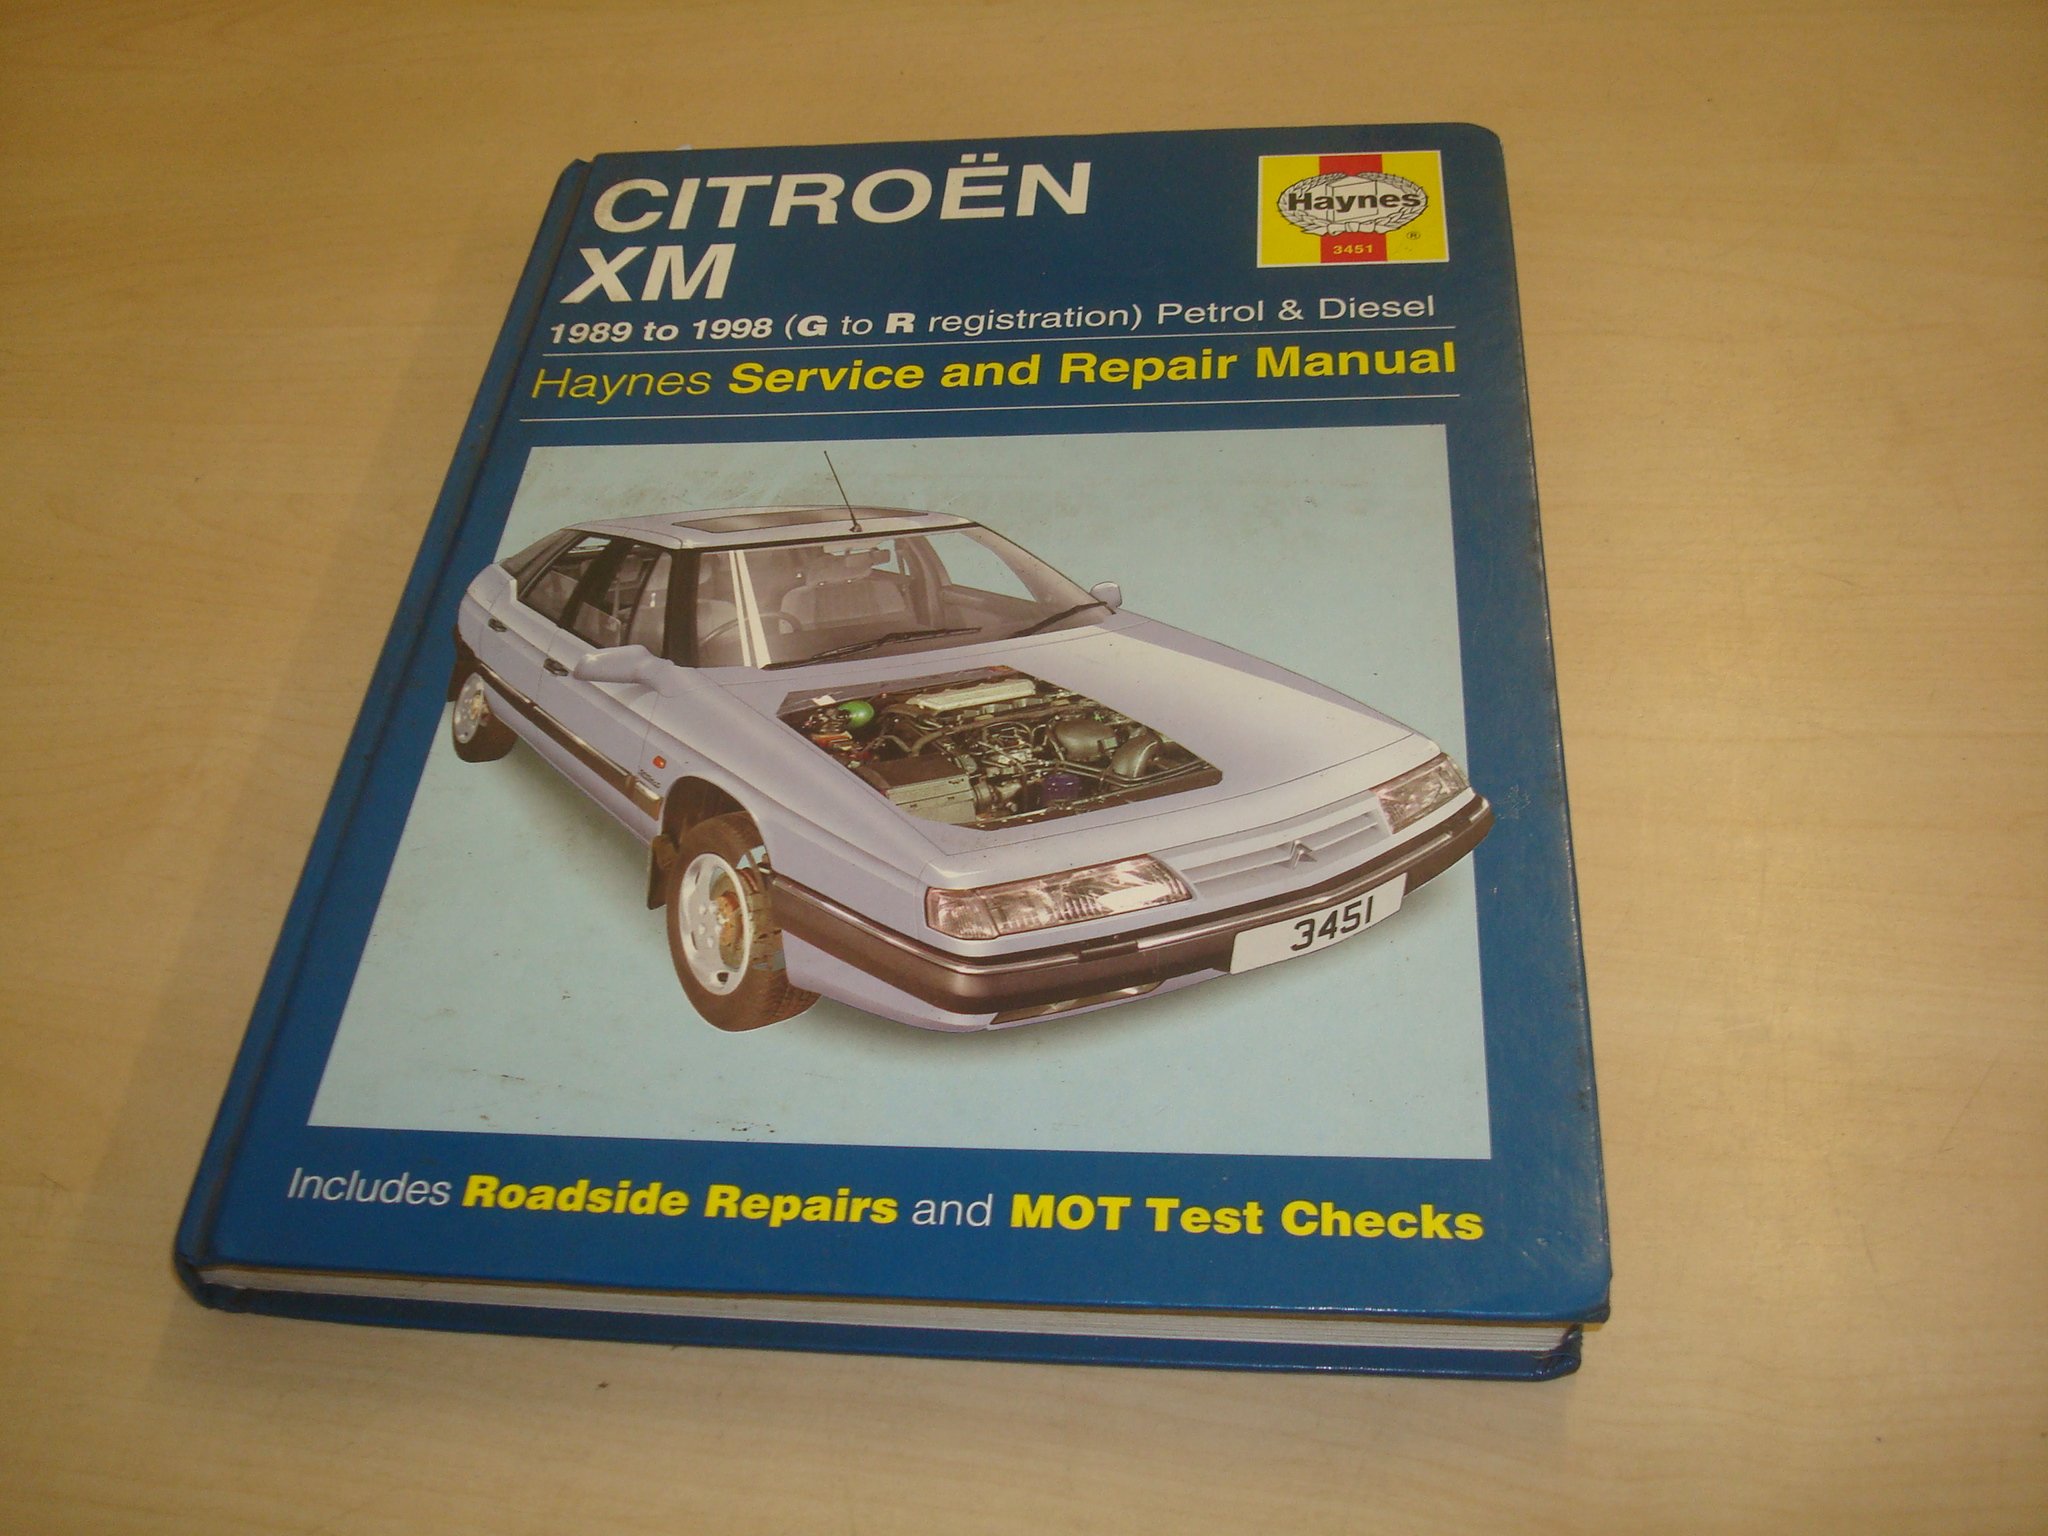 CITROËN
XM
Haynes
®
3451
1989 to 1998 (G to R registration) Petrol & Diesel
Haynes Service and Repair Manual
3451
Includes Roadside Repairs and MOT Test Checks